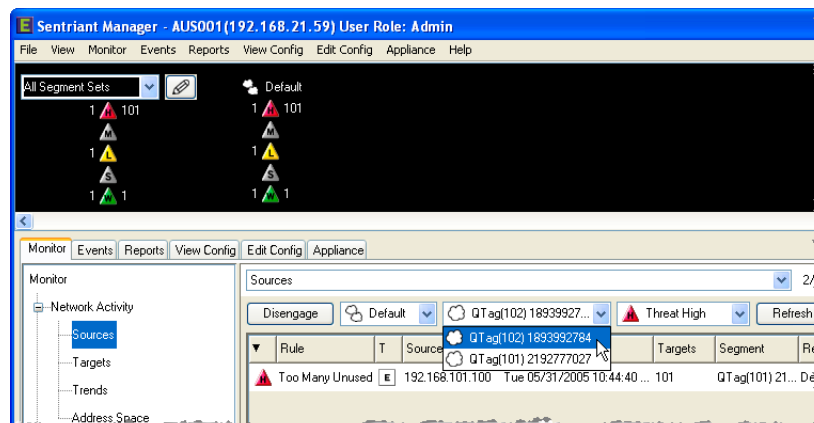 Sentriant Manager - AUS001(192.168.21.59) User Role: Admin
File View Monitor Events Reports View Config Edit Config Appliance Help
All Segment Sets Default
1 H 101 1 H 101
M M
1 L 1 L
S S
1 W 1 1 W 1
Monitor Events Reports View Config Edit Config Appliance
Monitor Sources 2/
Network Activity Disengage Default QTag(102) 18939927... Threat High Refresh
Sources QTag(102) 1893992784
Rule T Source Targets Segment Re
QTag(101) 2192777027
Targets
Too Many Unused E 192.168.101.100 Tue 05/31/2005 10:44:40 ... 101 QTag(101) 21...
Trends
Address Space